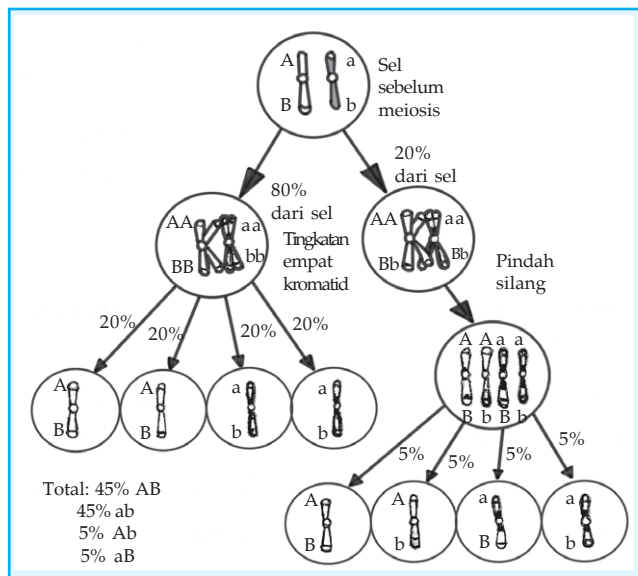 A a
B b
Sel
sebelum
meiosis
80%
dari sel
20%
dari sel
AA aa
BB bb
Tingkatan
empat
kromatid
AA aa
Bb Bb
Pindah
silang
20% 20% 20% 20%
A A a a
B b B b
A A a a
B B b b
5% 5% 5% 5%
Total: 45% AB
45% ab
5% Ab
5% aB
A A a a
B b B b